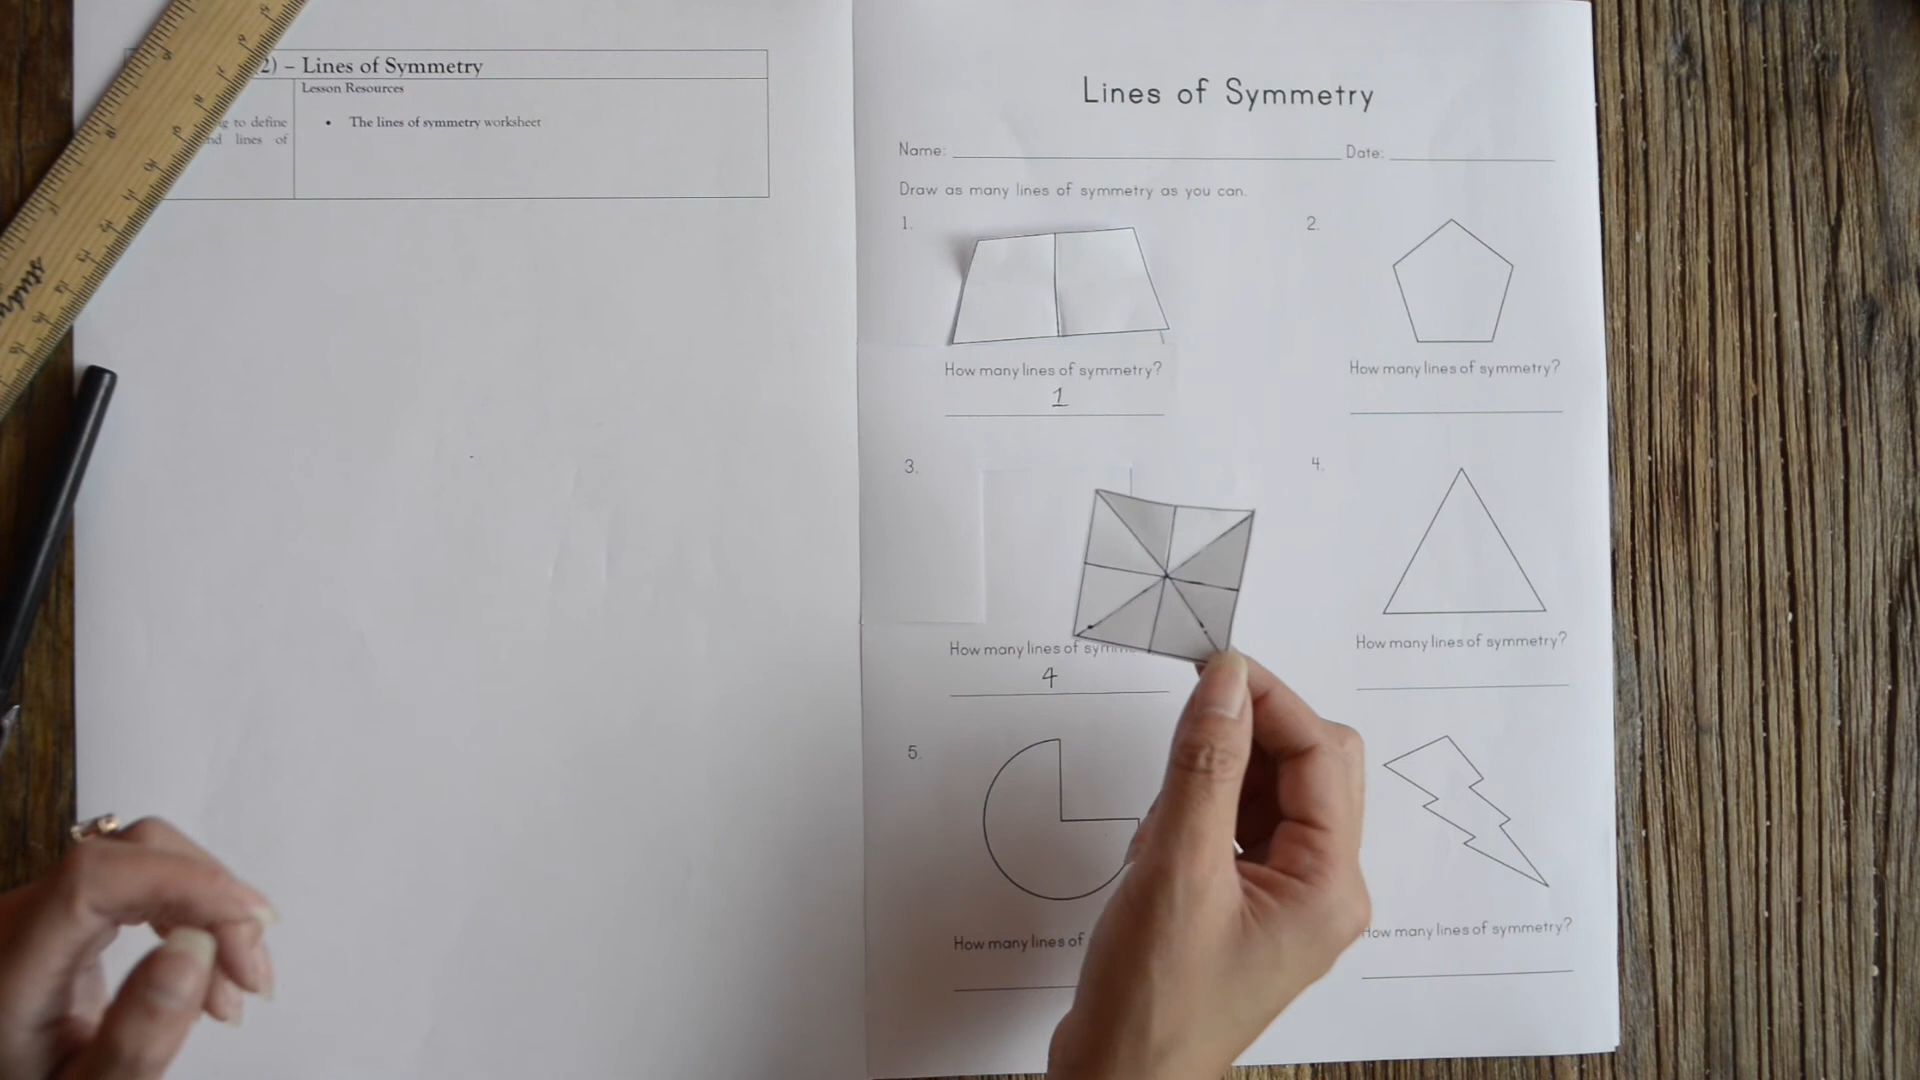 2) – Lines of Symmetry
Lesson Resources
to define
• The lines of symmetry worksheet
lines of
Lines of Symmetry
Name: Date:
Draw as many lines of symmetry as you can.
1.
2.
How many lines of symmetry?
1
How many lines of symmetry?
3.
4.
How many lines of
4
How many lines of symmetry?
5.
How many lines of
How many lines of symmetry?